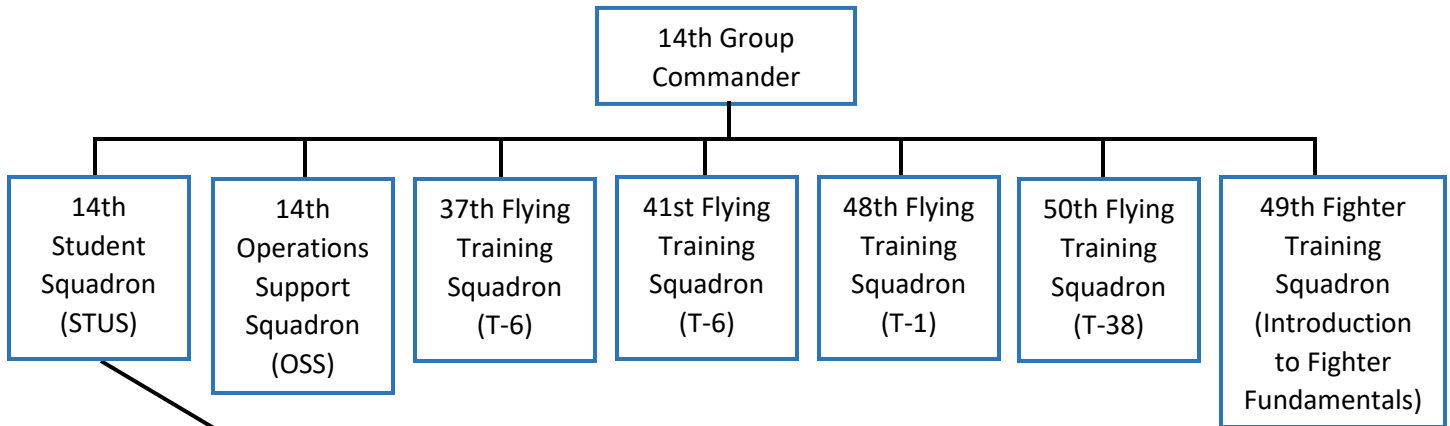 14th Group
Commander
14th
Student
Squadron
(STUS)
14th
Operations
Support
Squadron
(OSS)
37th Flying
Training
Squadron
(T-6)
41st Flying
Training
Squadron
(T-6)
48th Flying
Training
Squadron
(T-1)
50th Flying
Training
Squadron
(T-38)
49th Fighter
Training
Squadron
(Introduction
to Fighter
Fundamentals)